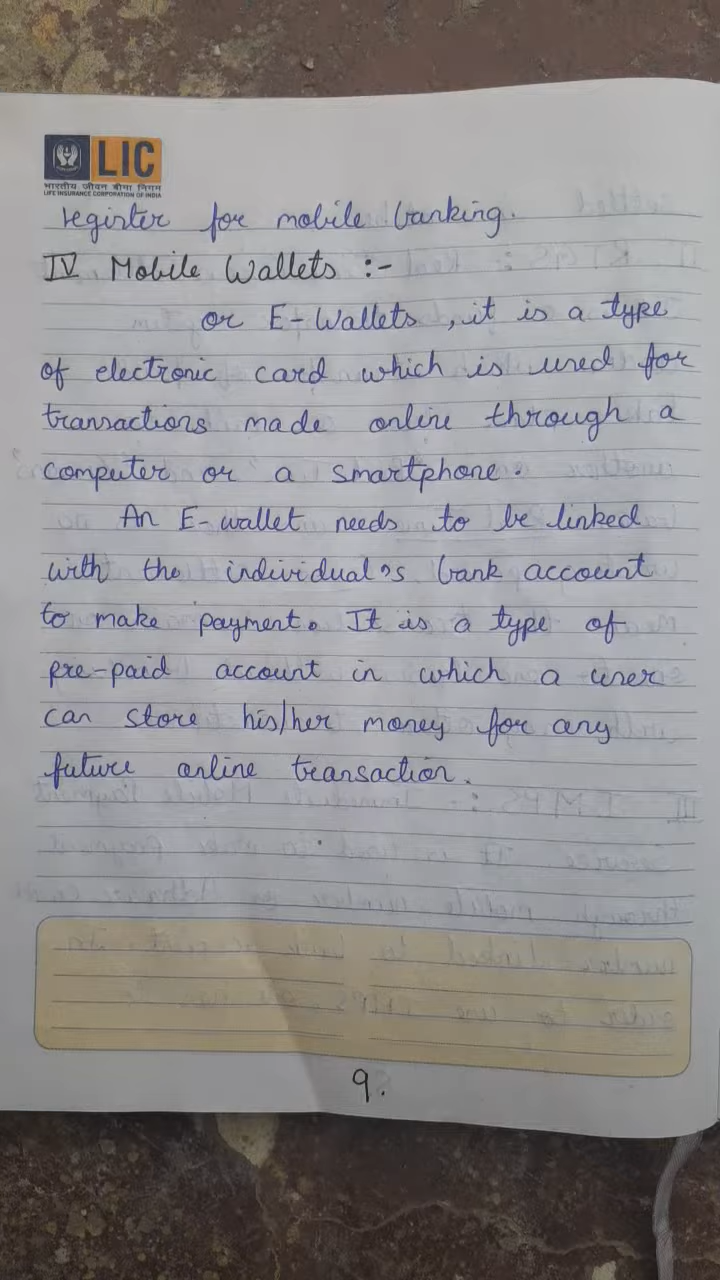 LIC
भारतीय जीवन बीमा निगम
LIFE INSURANCE CORPORATION OF INDIA
register for mobile banking.
IV Mobile Wallets :-
or E-Wallets, it is a type
of electronic card which is used for
transactions made online through a
computer or a smartphone.
An E-wallet needs to be linked
with the individual's bank account
to make payment. It is a type of
pre-paid account in which a user
can store his/her money for any
future online transaction.
9.